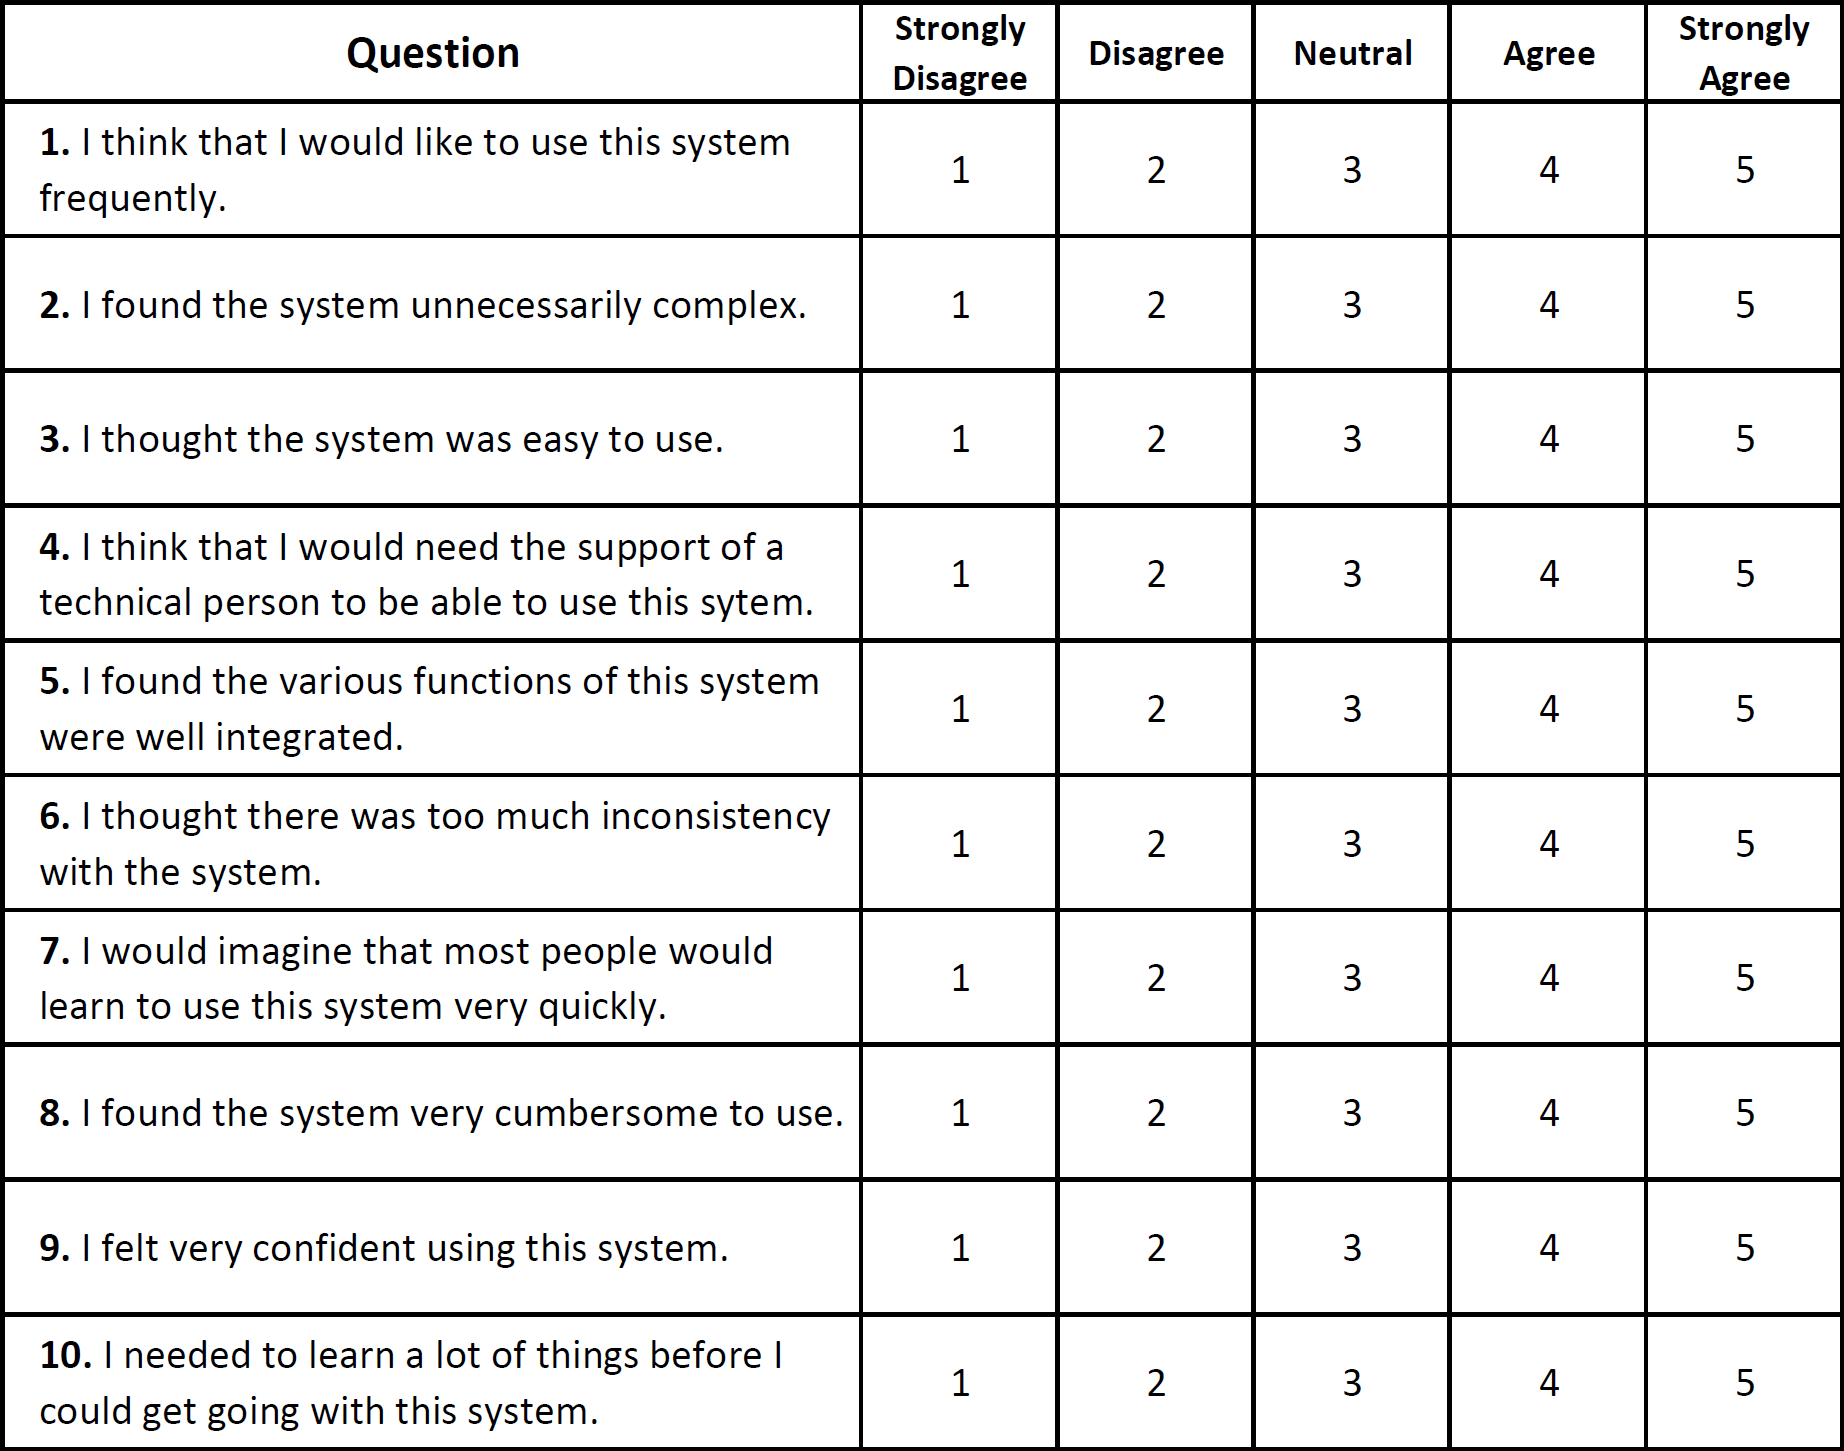 Question Strongly Disagree Disagree Neutral Agree Strongly Agree
1. I think that I would like to use this system
frequently.
1 2 3 4 5
2. I found the system unnecessarily complex.
1 2 3 4 5
3. I thought the system was easy to use.
1 2 3 4 5
4. I think that I would need the support of a
technical person to be able to use this sytem.
1 2 3 4 5
5. I found the various functions of this system
were well integrated.
1 2 3 4 5
6. I thought there was too much inconsistency
with the system.
1 2 3 4 5
7. I would imagine that most people would
learn to use this system very quickly.
1 2 3 4 5
8. I found the system very cumbersome to use.
1 2 3 4 5
9. I felt very confident using this system.
1 2 3 4 5
10. I needed to learn a lot of things before I
could get going with this system.
1 2 3 4 5